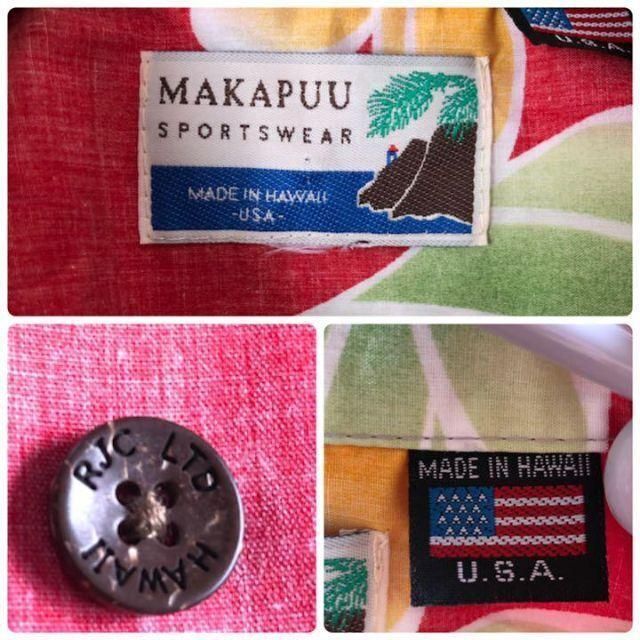 U.S.A.
MAKAPUU
SPORTSWEAR
MADE IN HAWAII
-USA-
RJC LTD
HAWAII
MADE IN HAWAII
U.S.A.